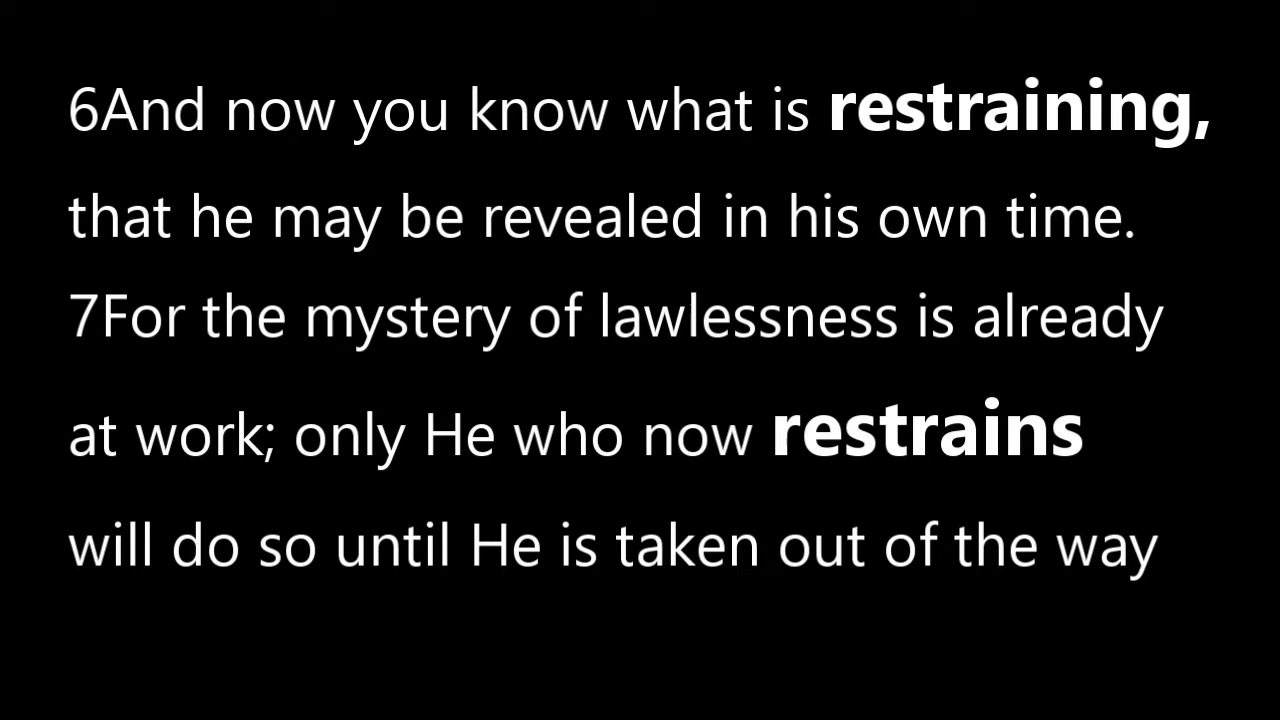 6And now you know what is restraining,
that he may be revealed in his own time.
7For the mystery of lawlessness is already
at work; only He who now restrains
will do so until He is taken out of the way